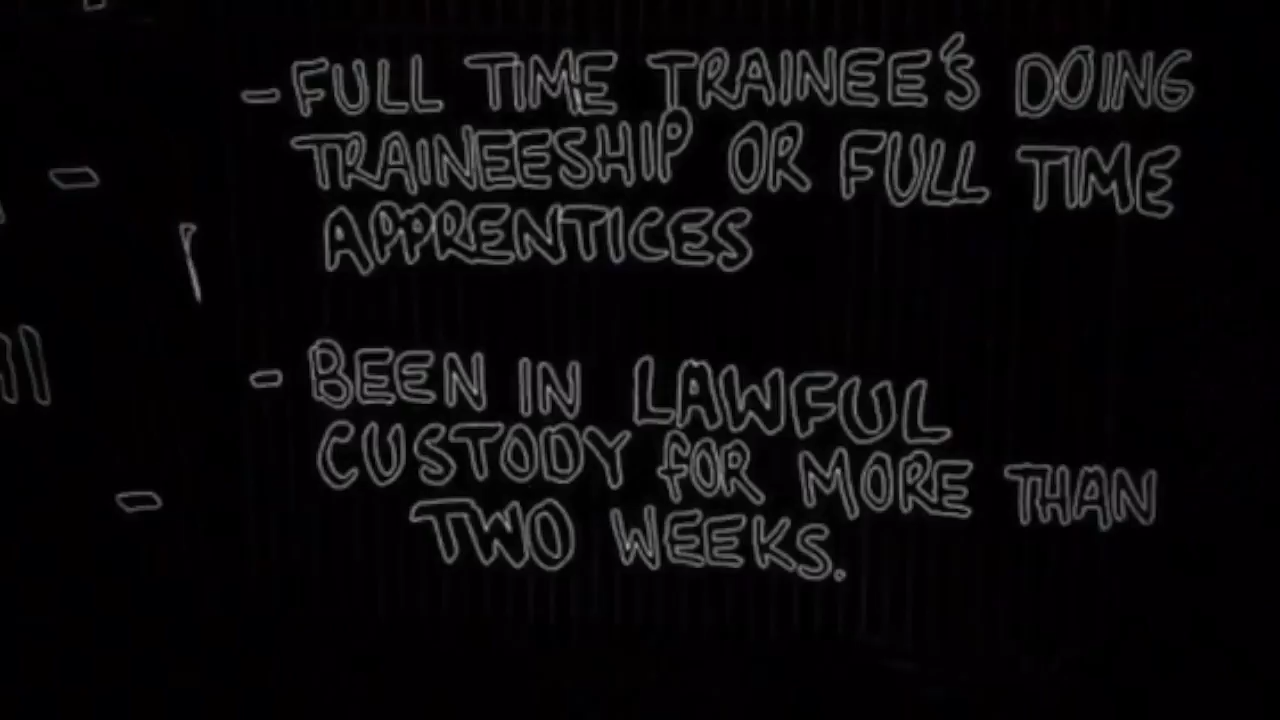 - FULL TIME TRAINEE'S DOING
TRAINEESHIP OR FULL TIME
APPRENTICES
- BEEN IN LAWFUL
CUSTODY FOR MORE THAN
TWO WEEKS.